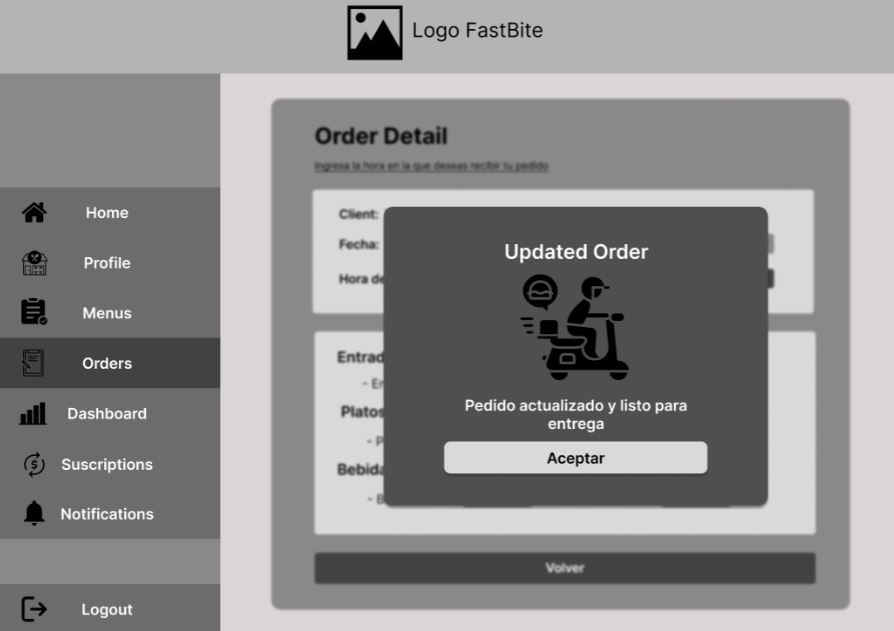 Logo FastBite
Home
Profile
Menus
Orders
Dashboard
Suscriptions
Notifications
Logout
Order Detail
Ingresa la hora en la que deseas recibir tu pedido
Client:
Fecha:
Hora de
Entrad
- En
Platos
- P
Bebida
- B
Updated Order
Pedido actualizado y listo para
entrega
Aceptar
Volver